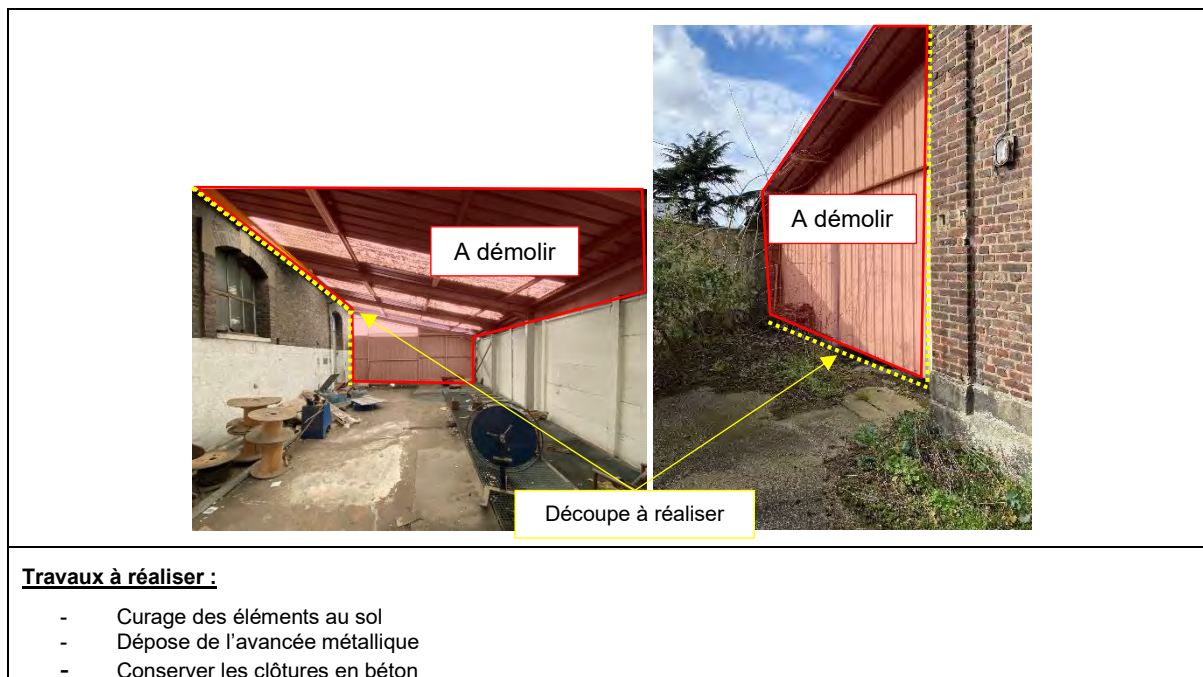 A démolir
A démolir
Découpe à réaliser
Travaux à réaliser :
- Curage des éléments au sol
- Dépose de l’avancée métallique
- Conserver les clôtures en béton